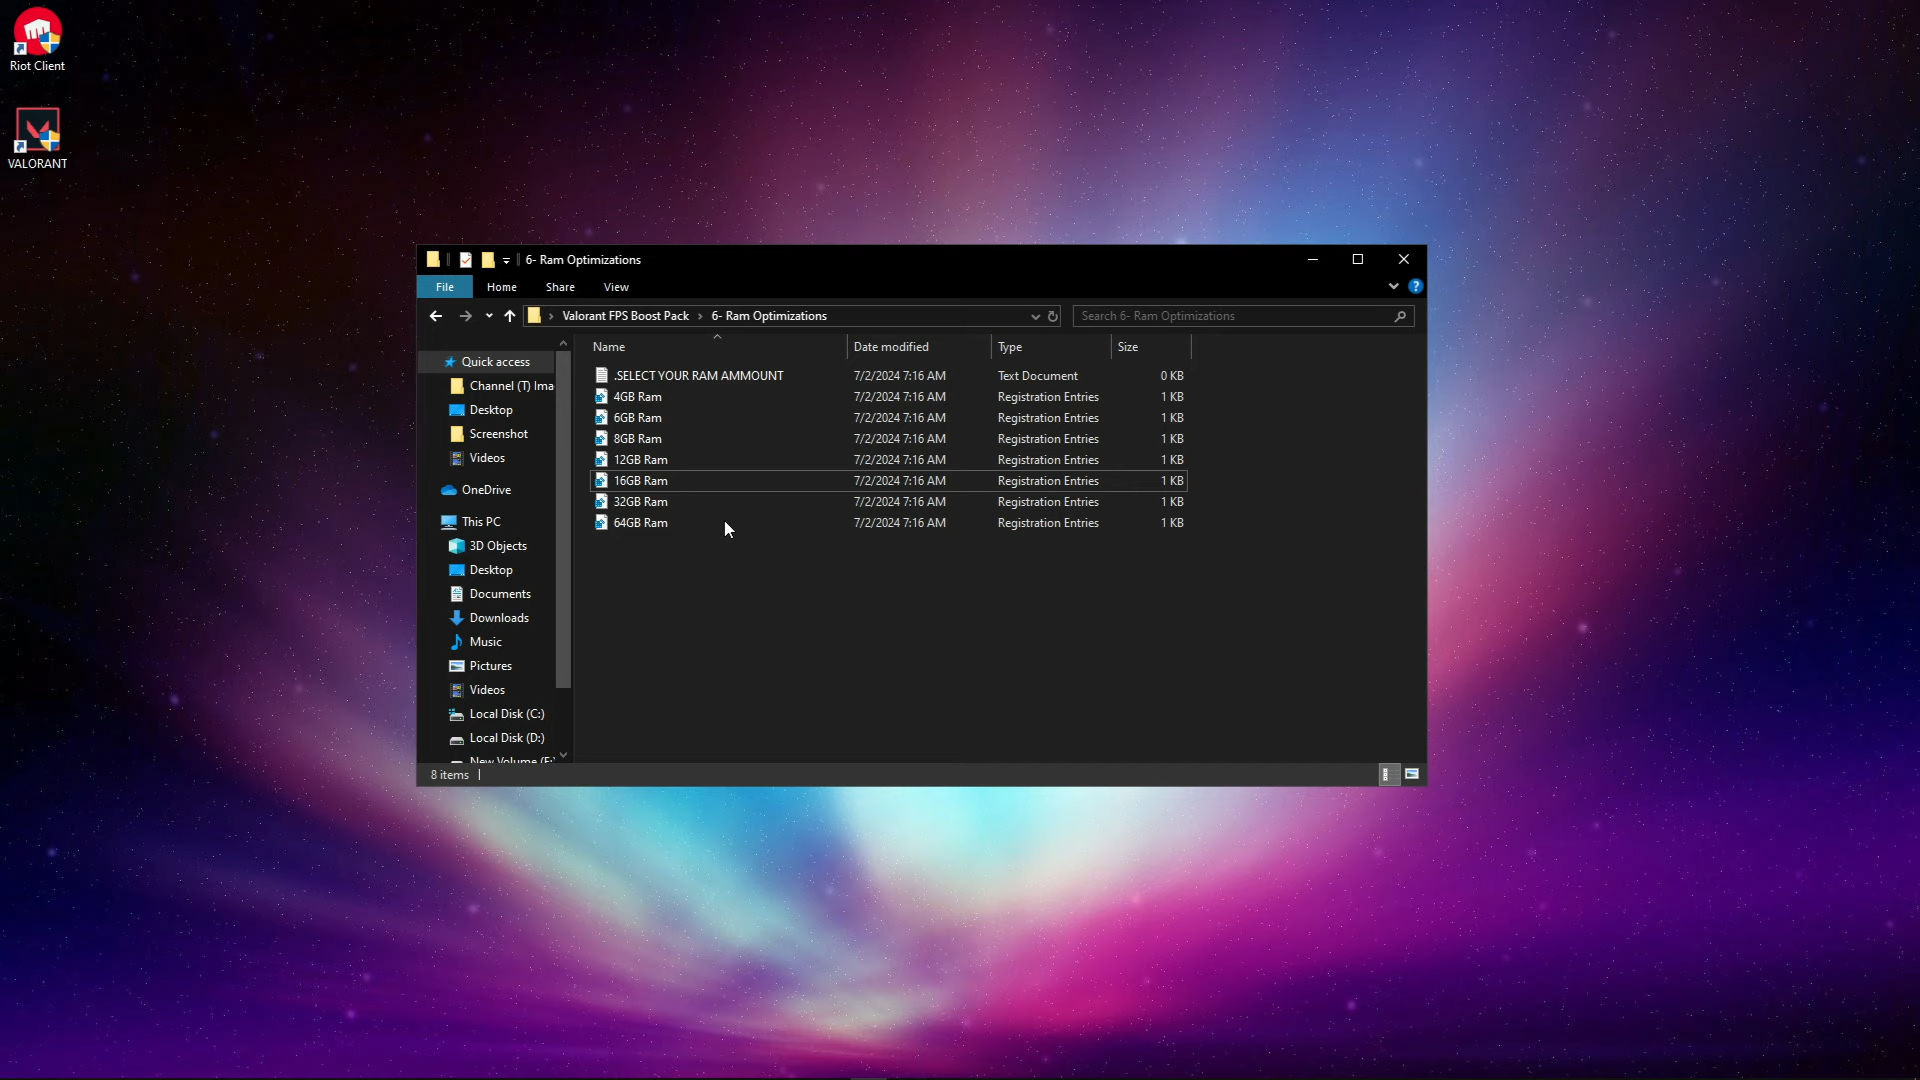 Riot Client
VALORANT
6- Ram Optimizations
File Home Share View
Valorant FPS Boost Pack › 6- Ram Optimizations
Search 6- Ram Optimizations
Name Date modified Type Size
.SELECT YOUR RAM AMMOUNT 7/2/2024 7:16 AM Text Document 0 KB
4GB Ram 7/2/2024 7:16 AM Registration Entries 1 KB
6GB Ram 7/2/2024 7:16 AM Registration Entries 1 KB
8GB Ram 7/2/2024 7:16 AM Registration Entries 1 KB
12GB Ram 7/2/2024 7:16 AM Registration Entries 1 KB
16GB Ram 7/2/2024 7:16 AM Registration Entries 1 KB
32GB Ram 7/2/2024 7:16 AM Registration Entries 1 KB
64GB Ram 7/2/2024 7:16 AM Registration Entries 1 KB
Quick access
Channel (T) Ima
Desktop
Screenshot
Videos
OneDrive
This PC
3D Objects
Desktop
Documents
Downloads
Music
Pictures
Videos
Local Disk (C:)
Local Disk (D:)
8 items